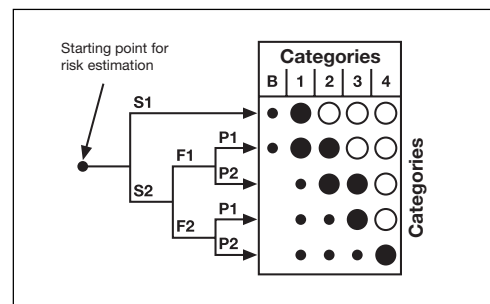 Starting point for
risk estimation
Categories
B 1 2 3 4
S1
P1
F1
P2
S2
P1
F2
P2
Categories